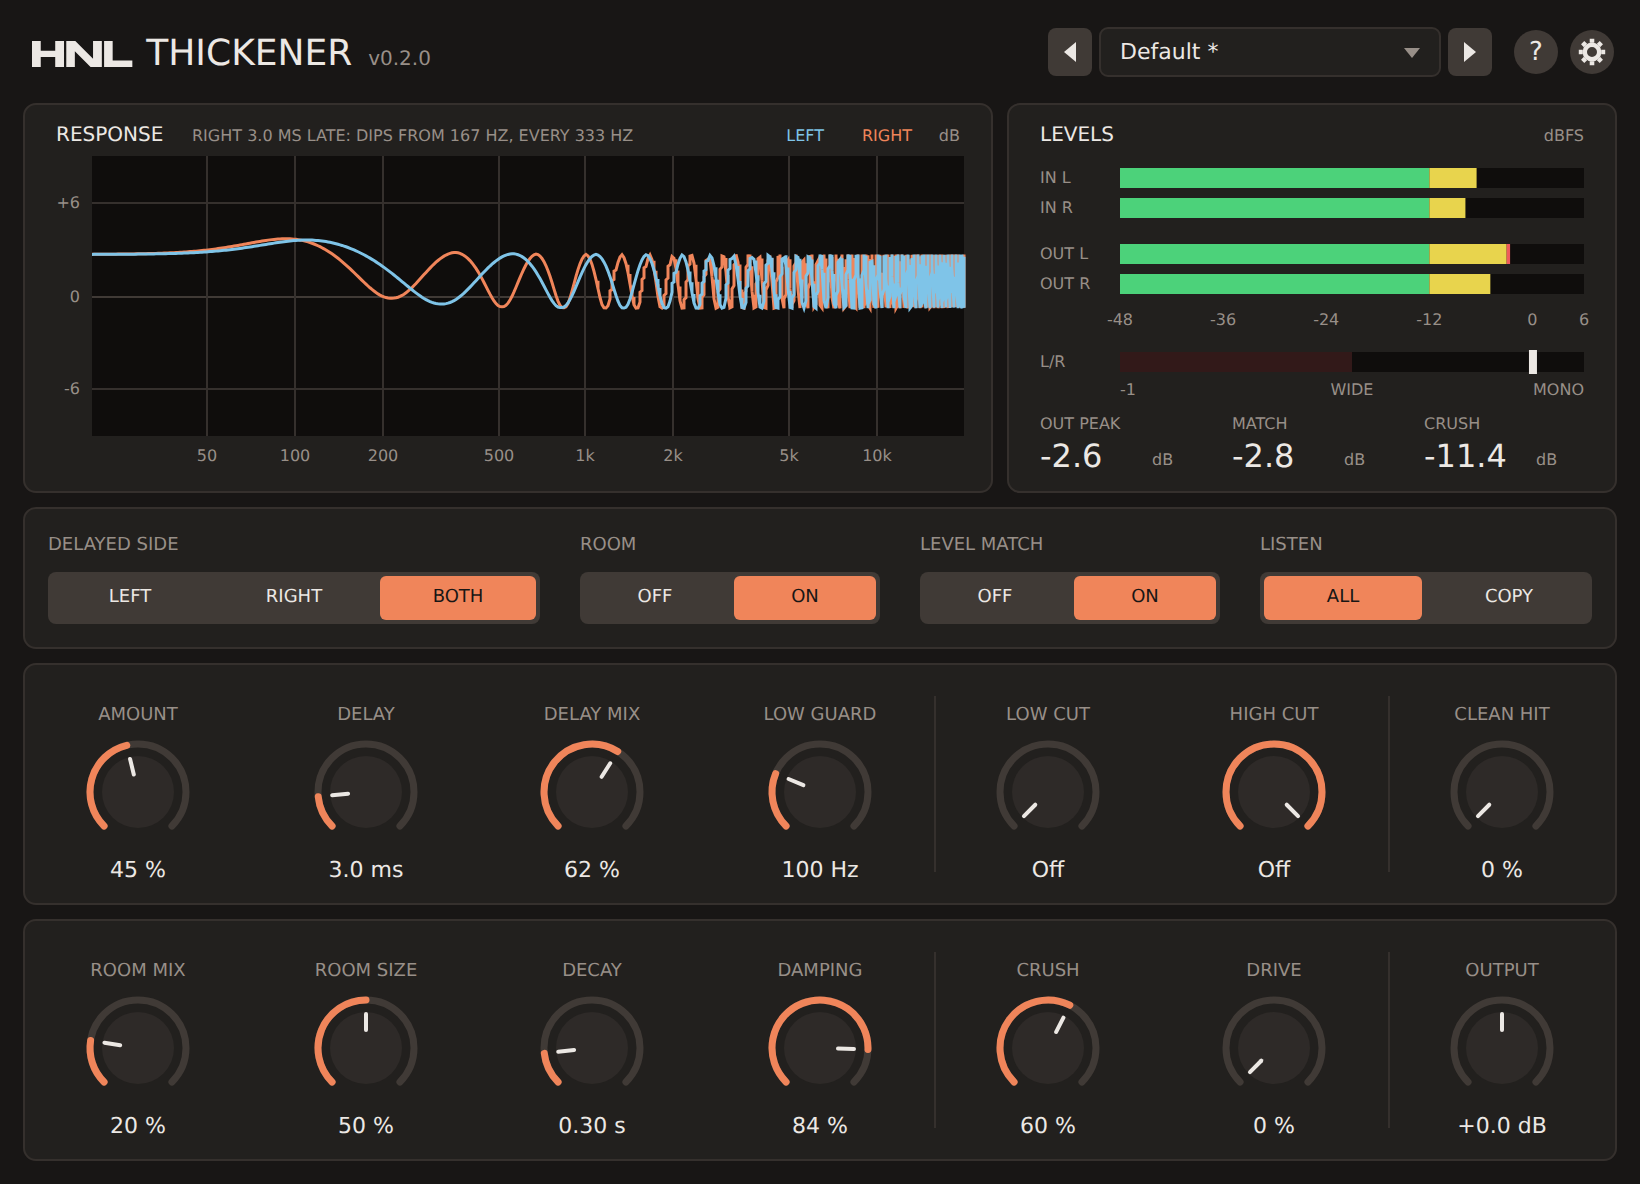 HNL THICKENER v0.2.0
Default *
?
RESPONSE RIGHT 3.0 MS LATE: DIPS FROM 167 HZ, EVERY 333 HZ LEFT RIGHT dB
+6
0
-6
50 100 200 500 1k 2k 5k 10k
LEVELS dBFS
IN L
IN R
OUT L
OUT R
-48 -36 -24 -12 0 6
L/R
-1 WIDE MONO
OUT PEAK MATCH CRUSH
-2.6 dB -2.8 dB -11.4 dB
DELAYED SIDE ROOM LEVEL MATCH LISTEN
LEFT RIGHT BOTH OFF ON OFF ON ALL COPY
AMOUNT DELAY DELAY MIX LOW GUARD LOW CUT HIGH CUT CLEAN HIT
45 % 3.0 ms 62 % 100 Hz Off Off 0 %
ROOM MIX ROOM SIZE DECAY DAMPING CRUSH DRIVE OUTPUT
20 % 50 % 0.30 s 84 % 60 % 0 % +0.0 dB